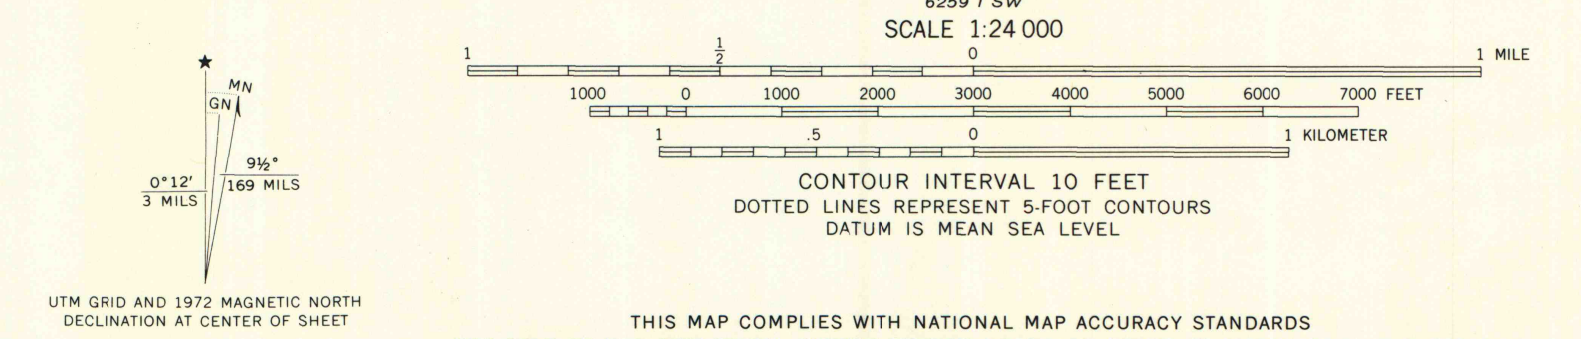 6259 I SW
SCALE 1:24 000
1 1/2 0 1 MILE
1000 0 1000 2000 3000 4000 5000 6000 7000 FEET
1 .5 0 1 KILOMETER
CONTOUR INTERVAL 10 FEET
DOTTED LINES REPRESENT 5-FOOT CONTOURS
DATUM IS MEAN SEA LEVEL
★
MN
GN
9½°
169 MILS
0°12'
3 MILS
UTM GRID AND 1972 MAGNETIC NORTH
DECLINATION AT CENTER OF SHEET
THIS MAP COMPLIES WITH NATIONAL MAP ACCURACY STANDARDS